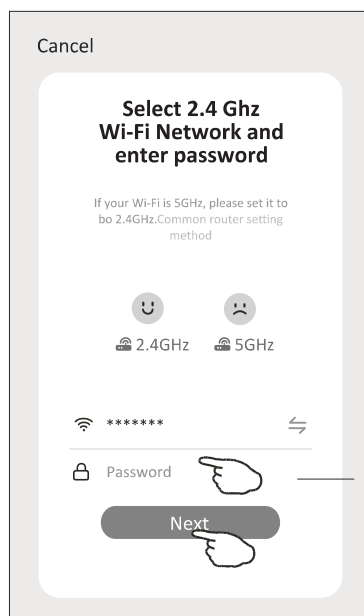 Cancel
Select 2.4 Ghz
Wi-Fi Network and
enter password
If your Wi-Fi is 5GHz, please set it to
bo 2.4GHz.Common router setting
method
2.4GHz 5GHz
*******
Password
Next